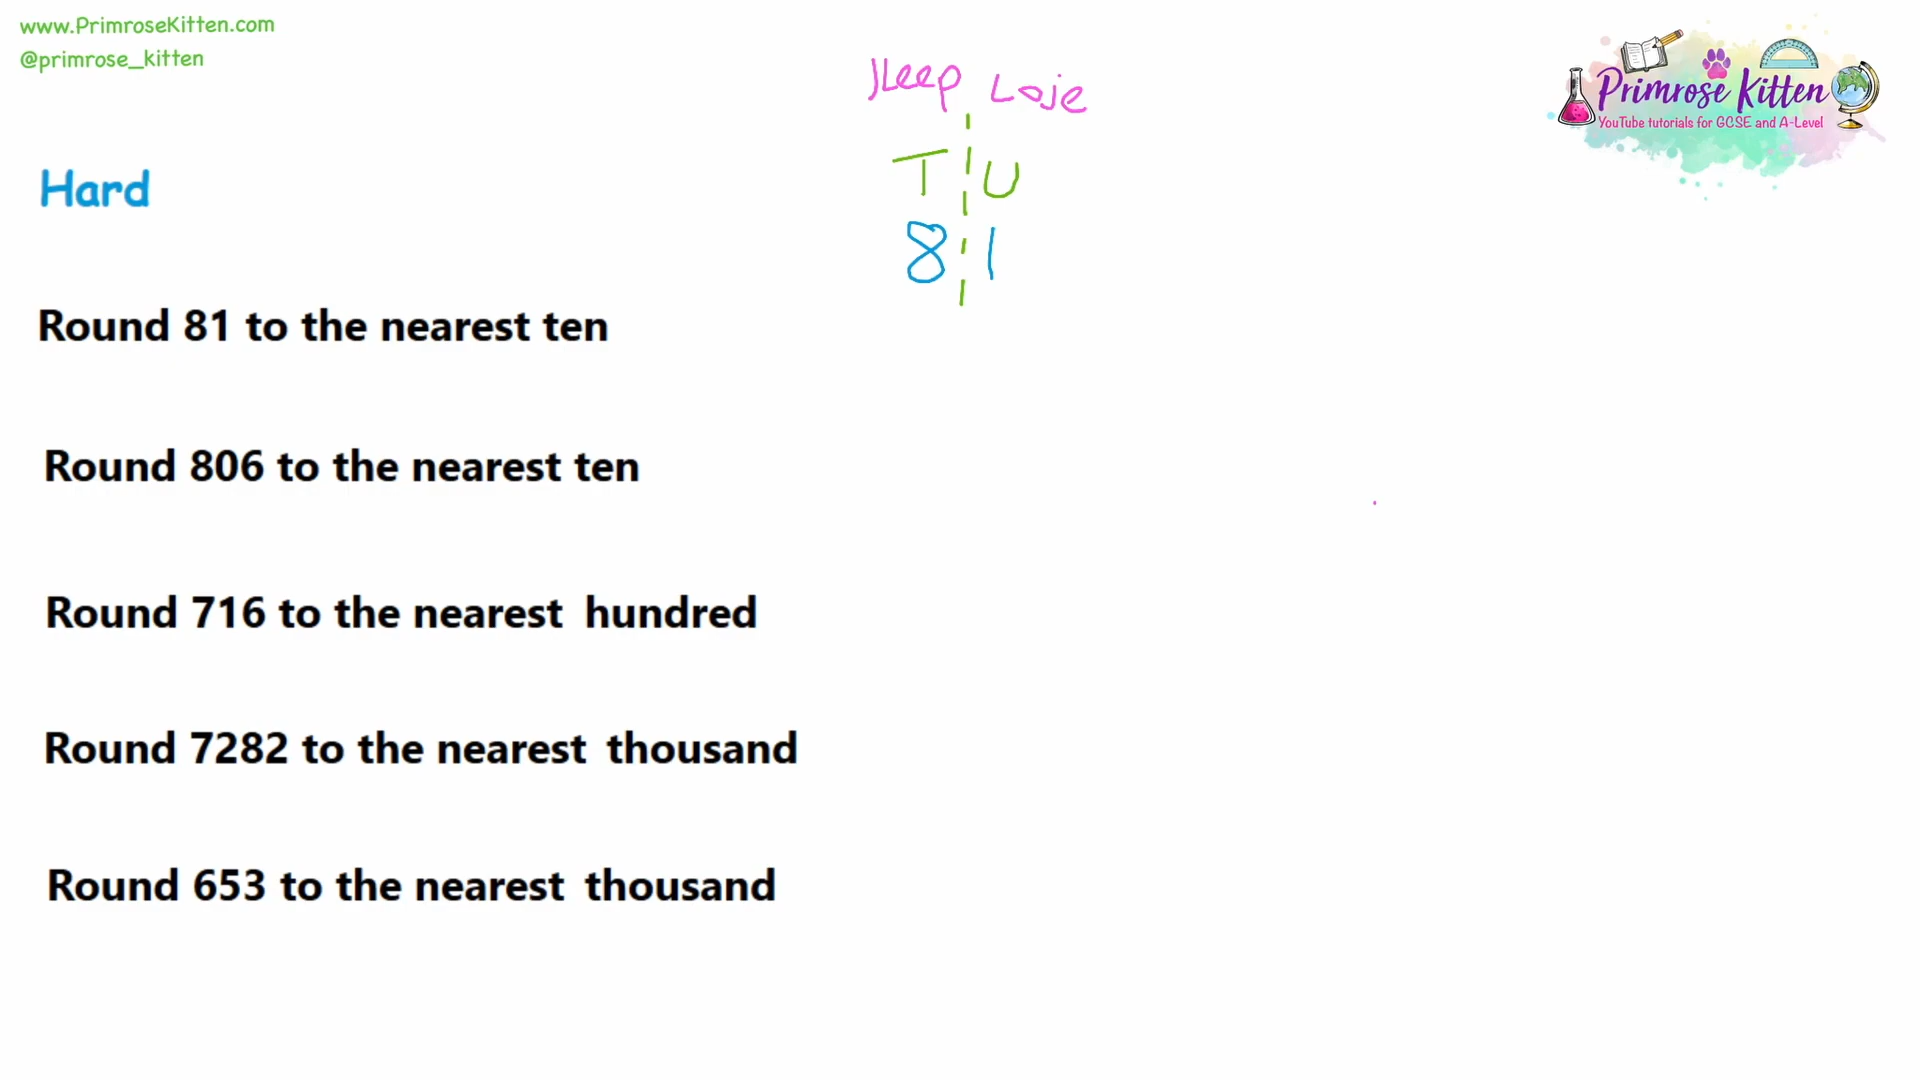 www.PrimroseKitten.com
@primrose_kitten
Primrose Kitten
YouTube tutorials for GCSE and A-Level
Keep Lose
T U
8 1
Hard
Round 81 to the nearest ten
Round 806 to the nearest ten
Round 716 to the nearest hundred
Round 7282 to the nearest thousand
Round 653 to the nearest thousand